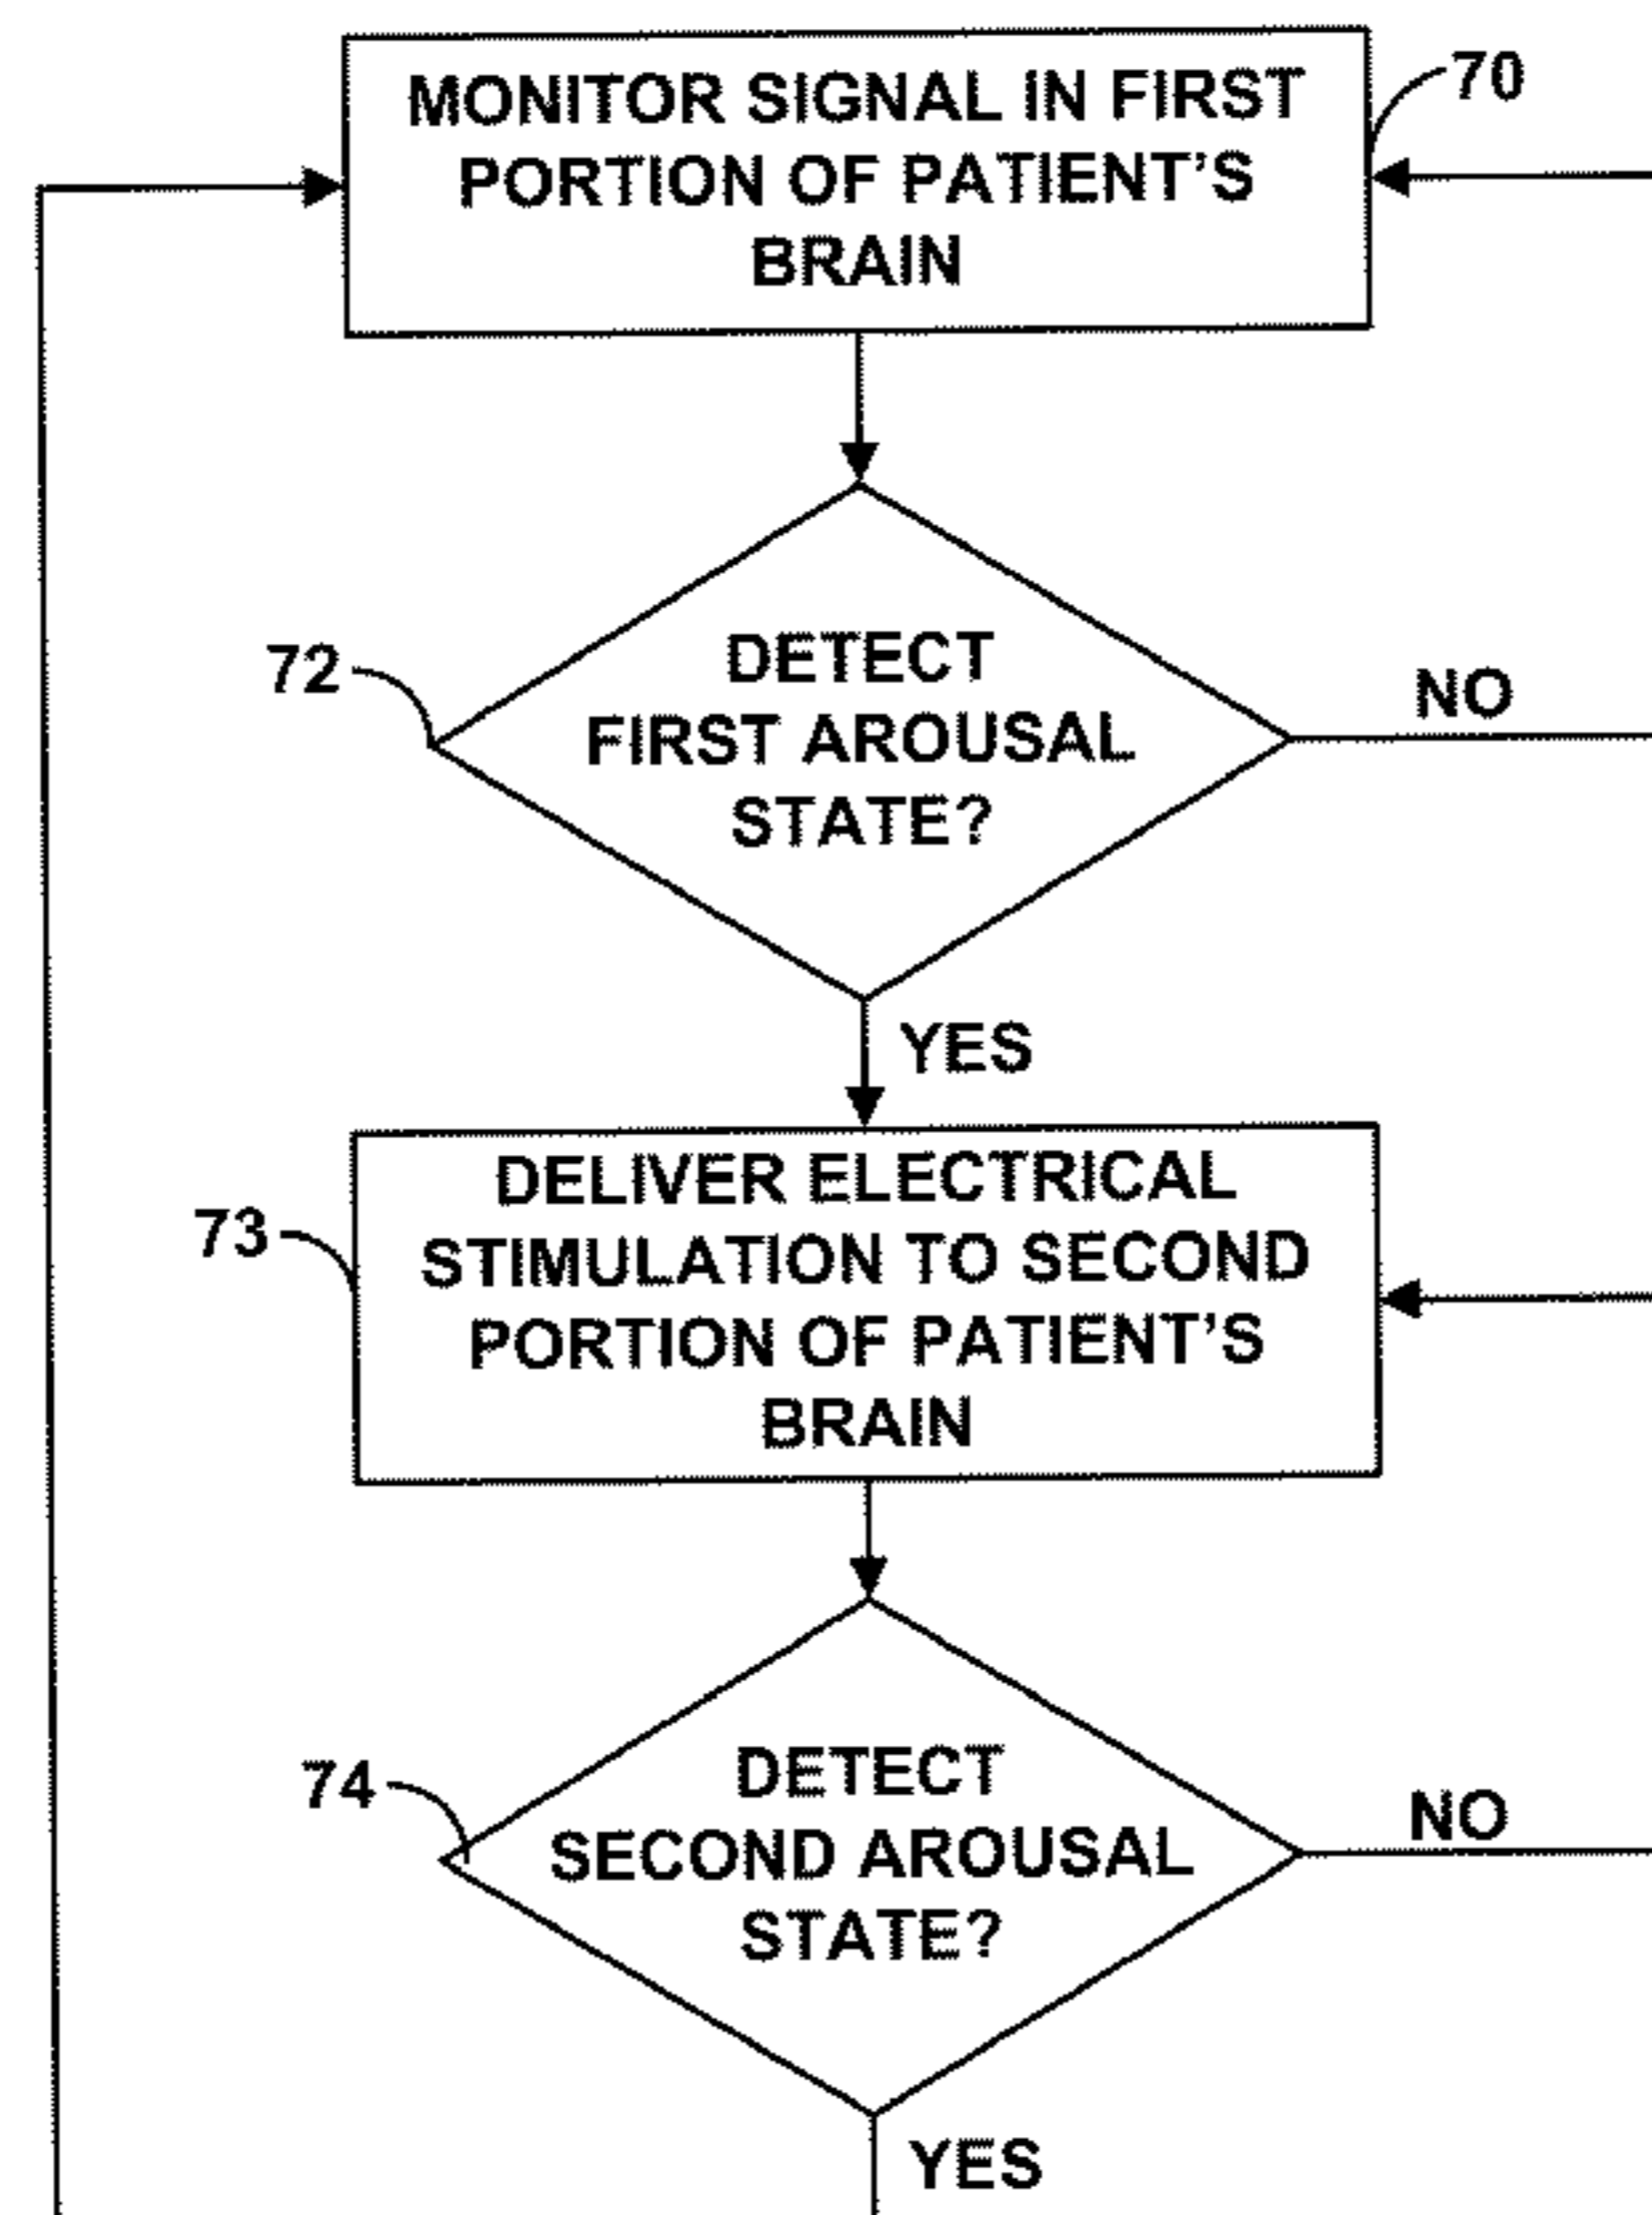 MONITOR SIGNAL IN FIRST
PORTION OF PATIENT'S
BRAIN
70
72
DETECT
FIRST AROUSAL
STATE?
NO
YES
73
DELIVER ELECTRICAL
STIMULATION TO SECOND
PORTION OF PATIENT'S
BRAIN
74
DETECT
SECOND AROUSAL
STATE?
NO
YES